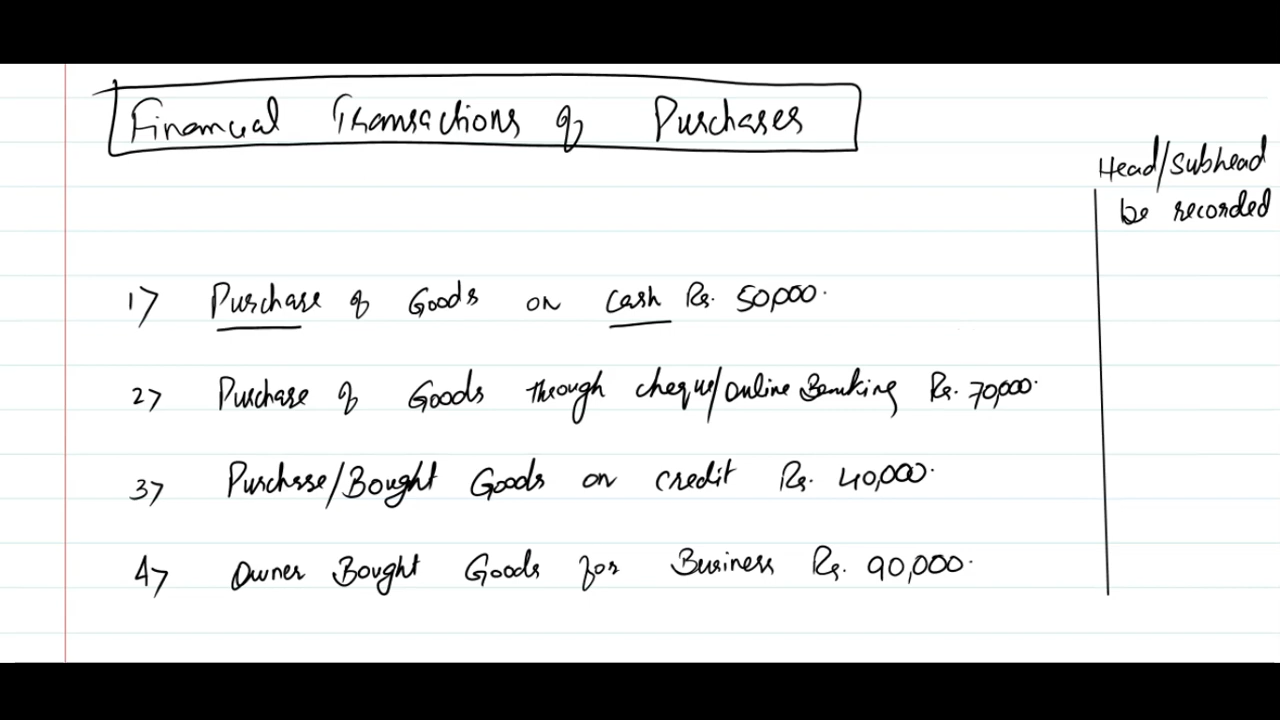 Financial Transactions of Purchases
Head/Subhead
be recorded
1> Purchase of Goods on Cash Rs. 50,000.
2> Purchase of Goods through cheque/online Banking Rs. 70,000.
3> Purchase/Bought Goods on credit Rs. 40,000.
4> Owner Bought Goods for Business Rs. 90,000.